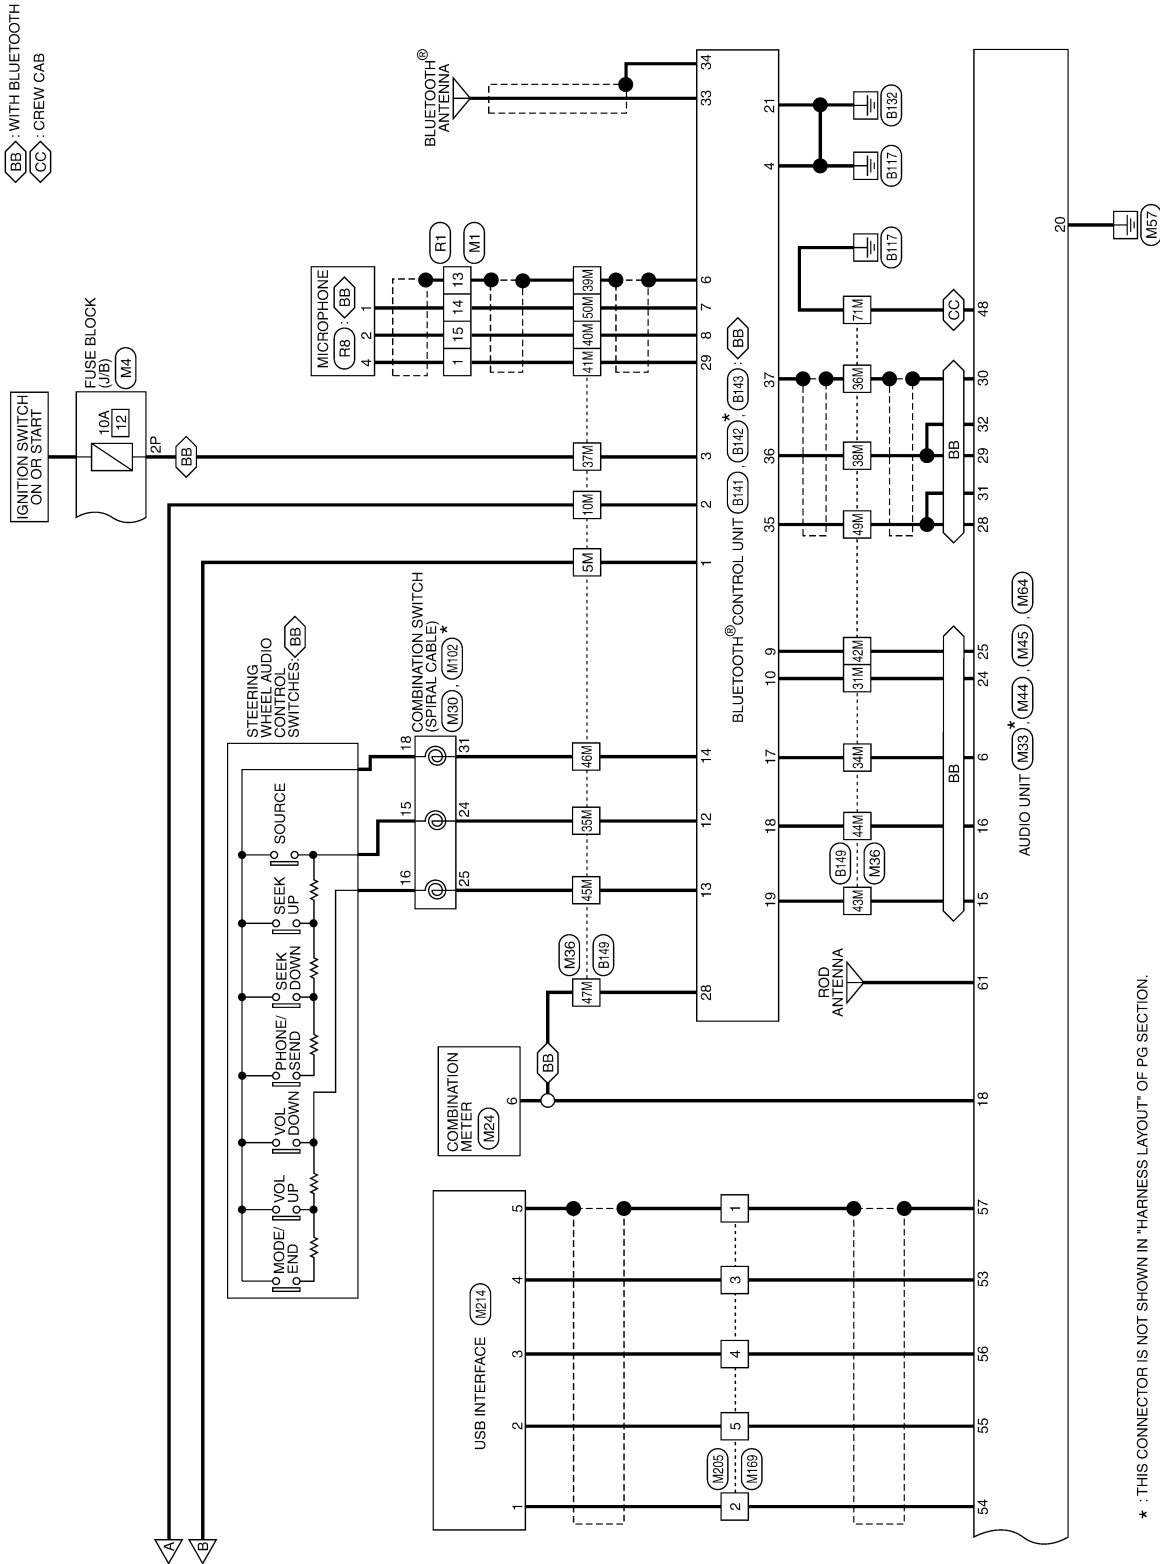 BB : WITH BLUETOOTH
CC : CREW CAB
IGNITION SWITCH
ON OR START
FUSE BLOCK
(J/B)
M4
10A
12
2P
BB
A
B
STEERING
WHEEL AUDIO
CONTROL
SWITCHES: BB
MODE/
END
VOL
UP
VOL
DOWN
PHONE/
SEND
SEEK
DOWN
SEEK
UP
SOURCE
16 15 18
COMBINATION SWITCH
(SPIRAL CABLE)
M30 , M102 *
25 24 31
MICROPHONE
R8 : BB
4 2 1
1 15 14 13
R1
M1
BLUETOOTH®
ANTENNA
USB INTERFACE
M214
1 2 3 4 5
COMBINATION
METER
M24
6
BB
M36
B149
47M 45M 35M 46M 5M 10M 37M 41M 40M 50M 39M
28 13 12 14 1 2 3 29 8 7 6 33 34
BLUETOOTH® CONTROL UNIT B141 , B142 * , B143 : BB
19 18 17 10 9 35 36 37 4 21
M205
M169
2 5 4 3 1
ROD
ANTENNA
B149
M36
43M 44M 34M 31M 42M 49M 38M 36M 71M
B117
B117
B132
BB
BB
CC
54 55 56 53 57 18 61 15 16 6 24 25 28 31 29 32 30 48
AUDIO UNIT M33 * , M44 , M45 , M64
20
M57
* : THIS CONNECTOR IS NOT SHOWN IN "HARNESS LAYOUT" OF PG SECTION.